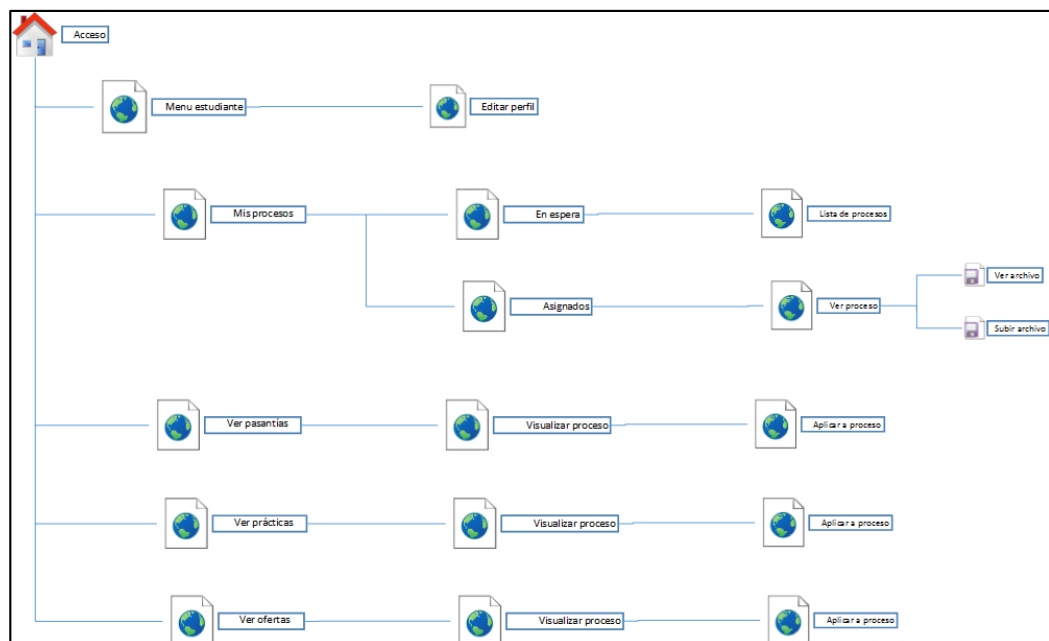 Acceso
Menu estudiante
Editar perfil
Mis procesos
En espera
Lista de procesos
Asignados
Ver proceso
Ver archivo
Subir archivo
Ver pasantías
Visualizar proceso
Aplicar a proceso
Ver prácticas
Visualizar proceso
Aplicar a proceso
Ver ofertas
Visualizar proceso
Aplicar a proceso